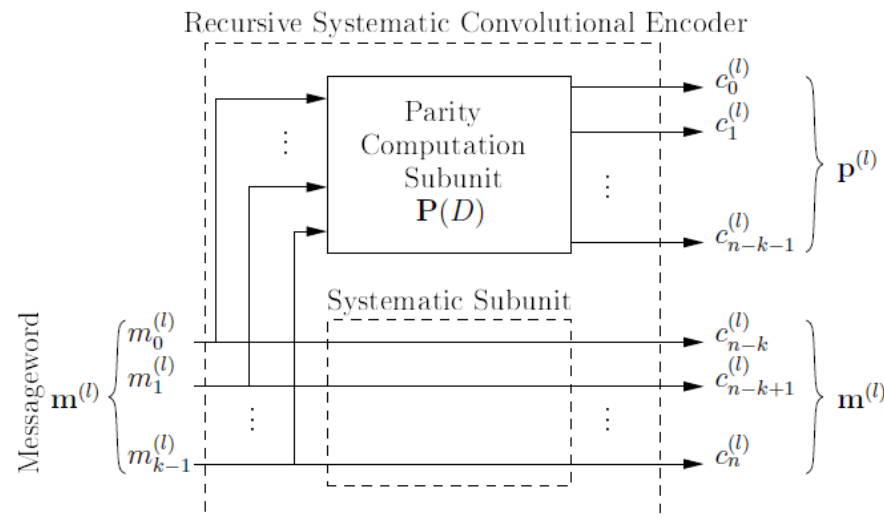 Recursive Systematic Convolutional Encoder
Parity
Computation
Subunit
P(D)
⋮
⋮
c_0^{(l)}
c_1^{(l)}
c_{n-k-1}^{(l)}
p^{(l)}
Systematic Subunit
Messageword
m^{(l)}
m_0^{(l)}
m_1^{(l)}
⋮
m_{k-1}^{(l)}
⋮
c_{n-k}^{(l)}
c_{n-k+1}^{(l)}
c_n^{(l)}
m^{(l)}